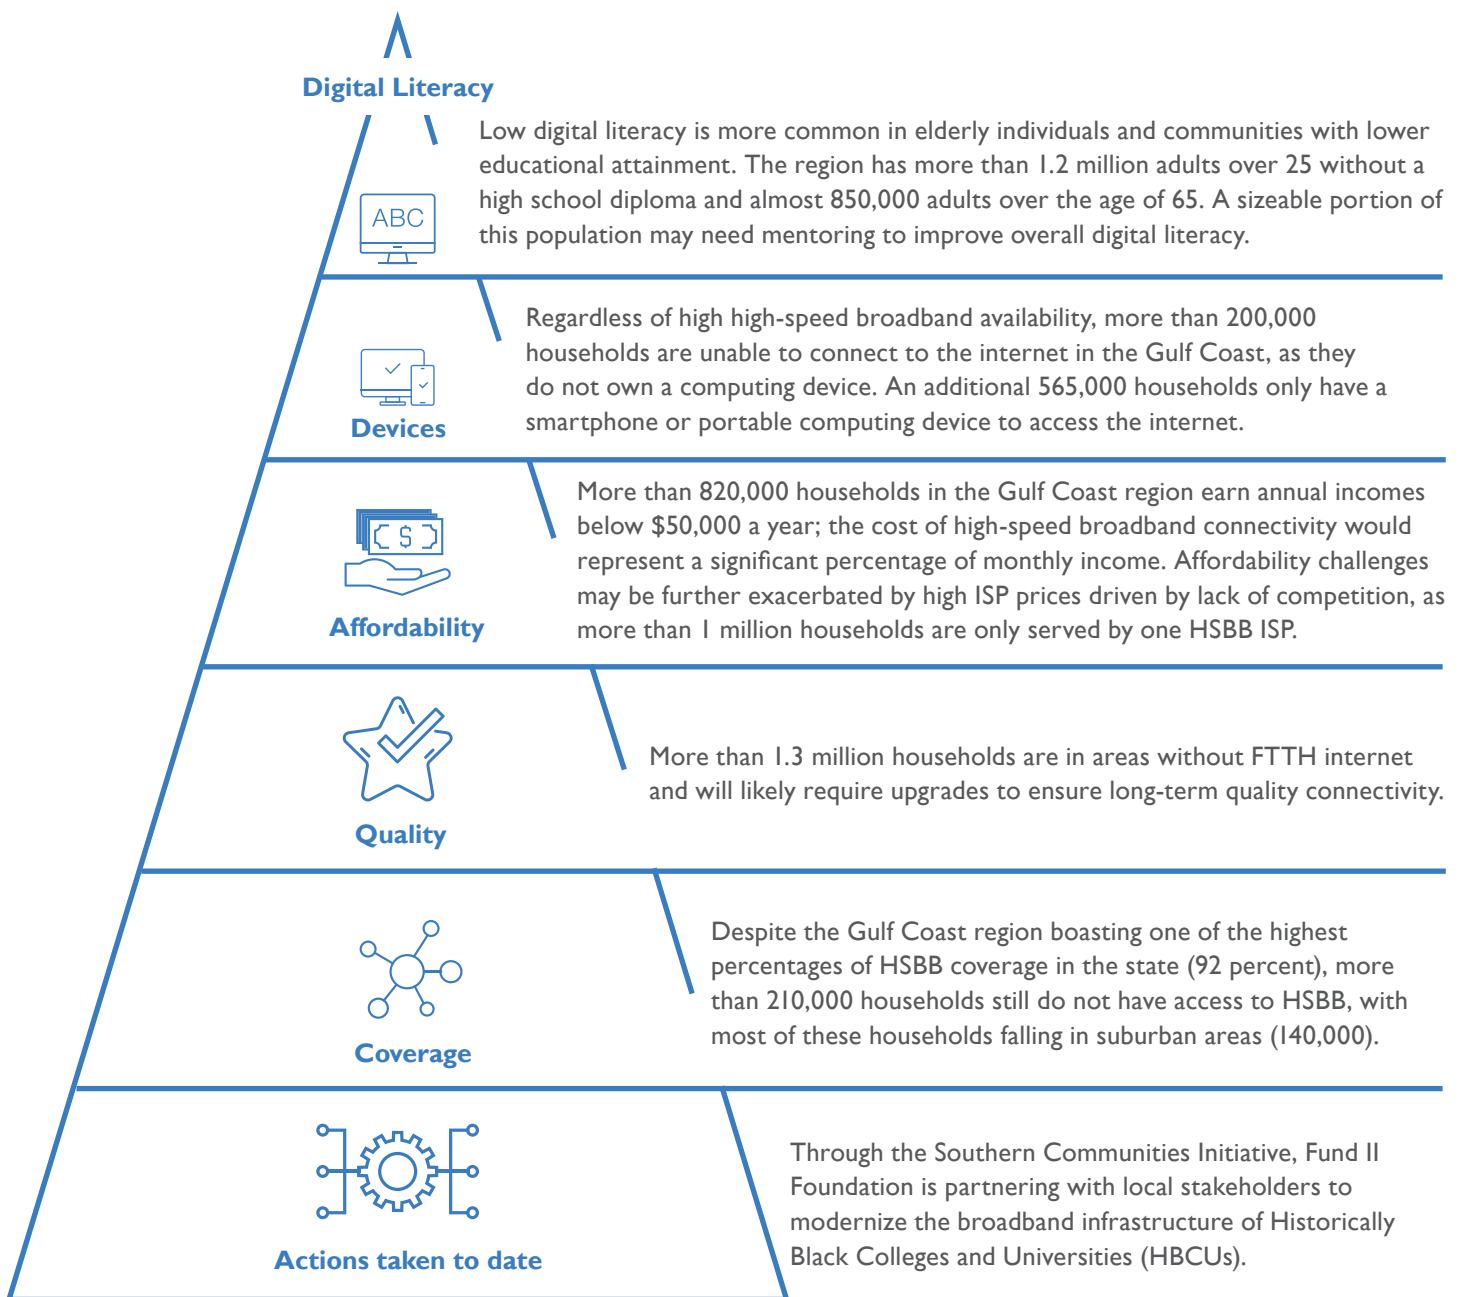 Digital Literacy
Low digital literacy is more common in elderly individuals and communities with lower
educational attainment. The region has more than 1.2 million adults over 25 without a
high school diploma and almost 850,000 adults over the age of 65. A sizeable portion of
this population may need mentoring to improve overall digital literacy.
ABC
Regardless of high high-speed broadband availability, more than 200,000
households are unable to connect to the internet in the Gulf Coast, as they
do not own a computing device. An additional 565,000 households only have a
smartphone or portable computing device to access the internet.
Devices
More than 820,000 households in the Gulf Coast region earn annual incomes
below $50,000 a year; the cost of high-speed broadband connectivity would
represent a significant percentage of monthly income. Affordability challenges
may be further exacerbated by high ISP prices driven by lack of competition, as
more than 1 million households are only served by one HSBB ISP.
$
Affordability
More than 1.3 million households are in areas without FTTH internet
and will likely require upgrades to ensure long-term quality connectivity.
Quality
Despite the Gulf Coast region boasting one of the highest
percentages of HSBB coverage in the state (92 percent), more
than 210,000 households still do not have access to HSBB, with
most of these households falling in suburban areas (140,000).
Coverage
Through the Southern Communities Initiative, Fund II
Foundation is partnering with local stakeholders to
modernize the broadband infrastructure of Historically
Black Colleges and Universities (HBCUs).
Actions taken to date